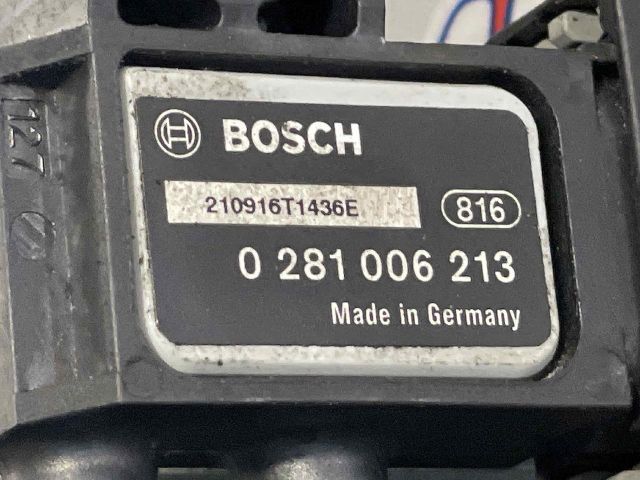 BOSCH
210916T1436E
816
0 281 006 213
Made in Germany
127